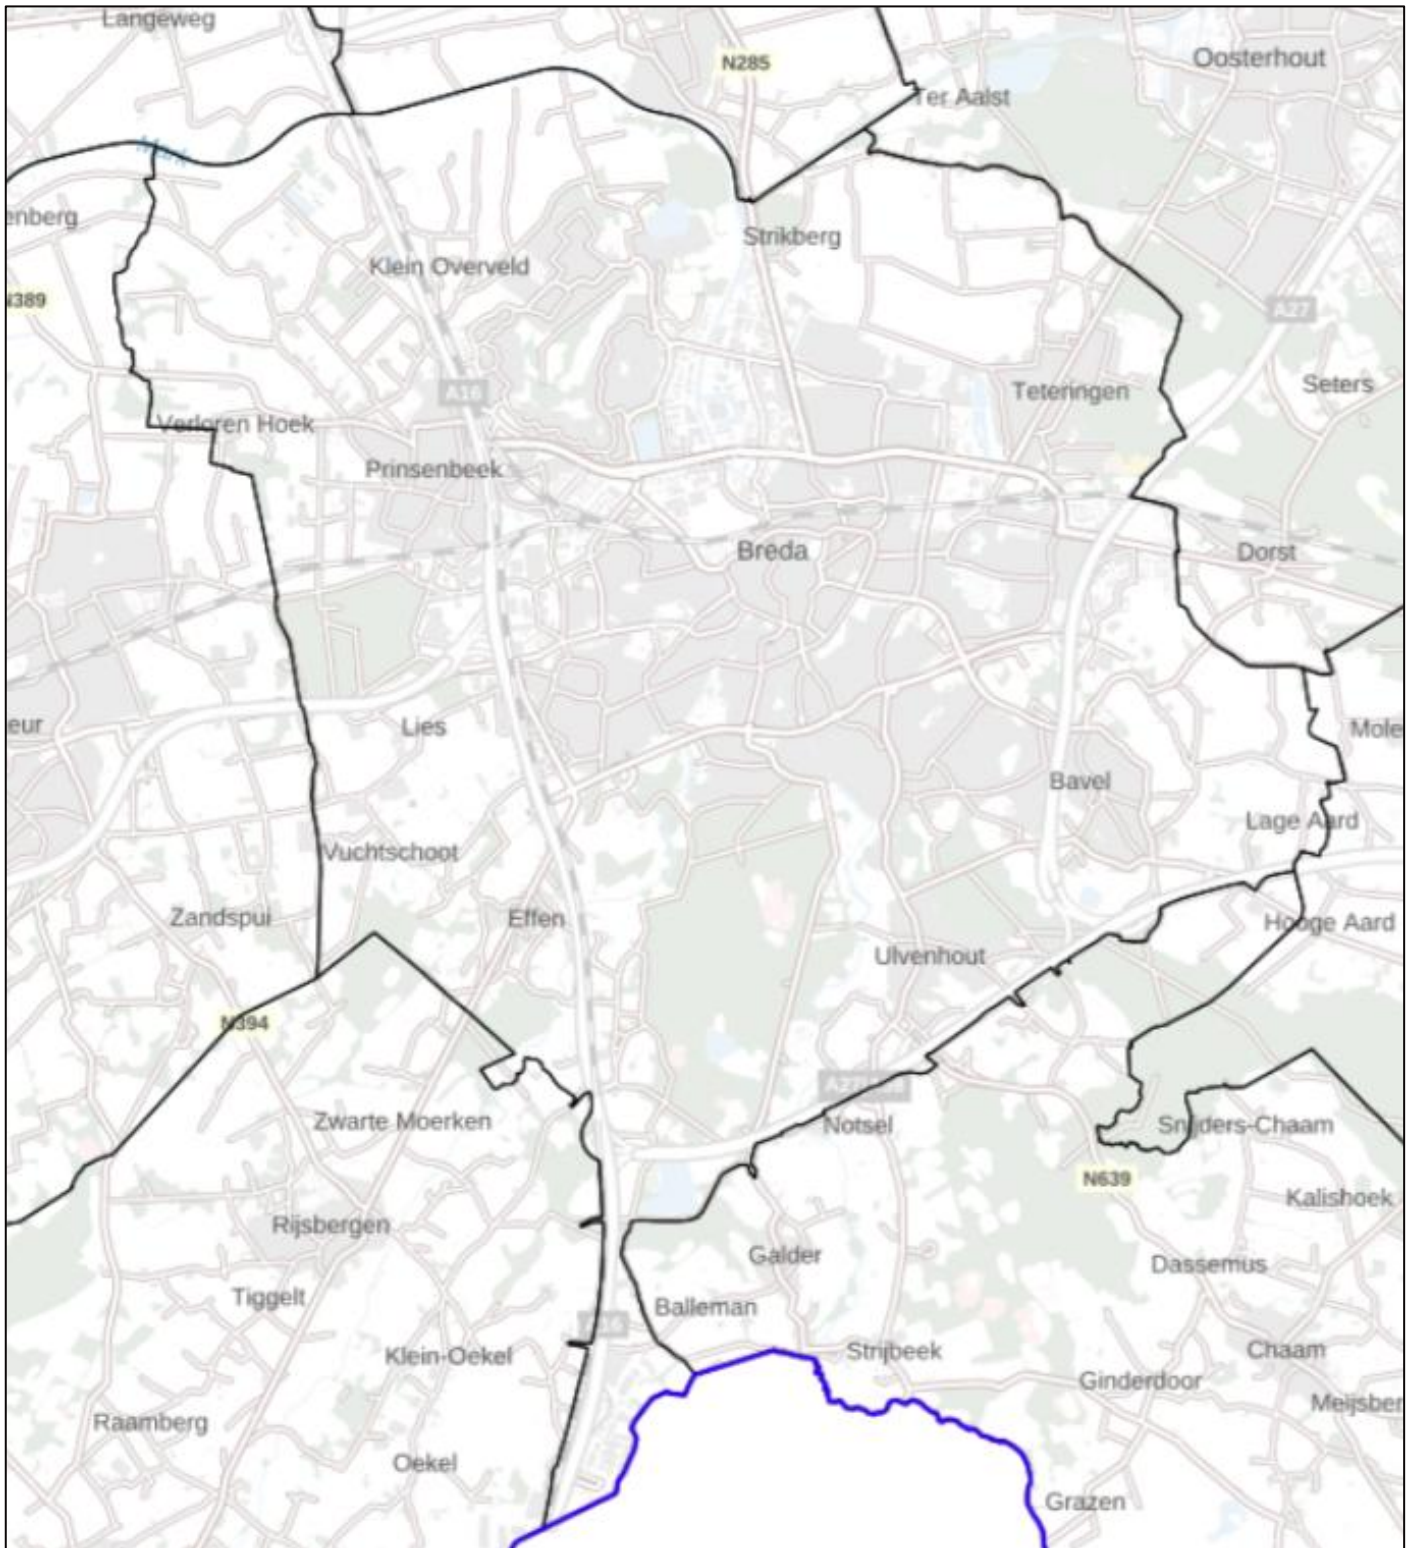 Langeweg
N285
Oosterhout
Ter Aalst
Mark
enberg
Strikberg
Klein Overveld
N389
A27
A16
Teteringen
Seters
Verloren Hoek
Prinsenbeek
Breda
Dorst
eur
Lies
Mole
Bavel
Lage Aard
Vuchtschoot
Zandspui
Effen
Hooge Aard
Ulvenhout
N394
Zwarte Moerken
Notsel
Snijders-Chaam
N639
Kalishoek
Rijsbergen
Galder
Dassemus
Tiggelt
Balleman
Klein-Oekel
Strijbeek
Chaam
Ginderdoor
Meijsber
Raamberg
Oekel
Grazen